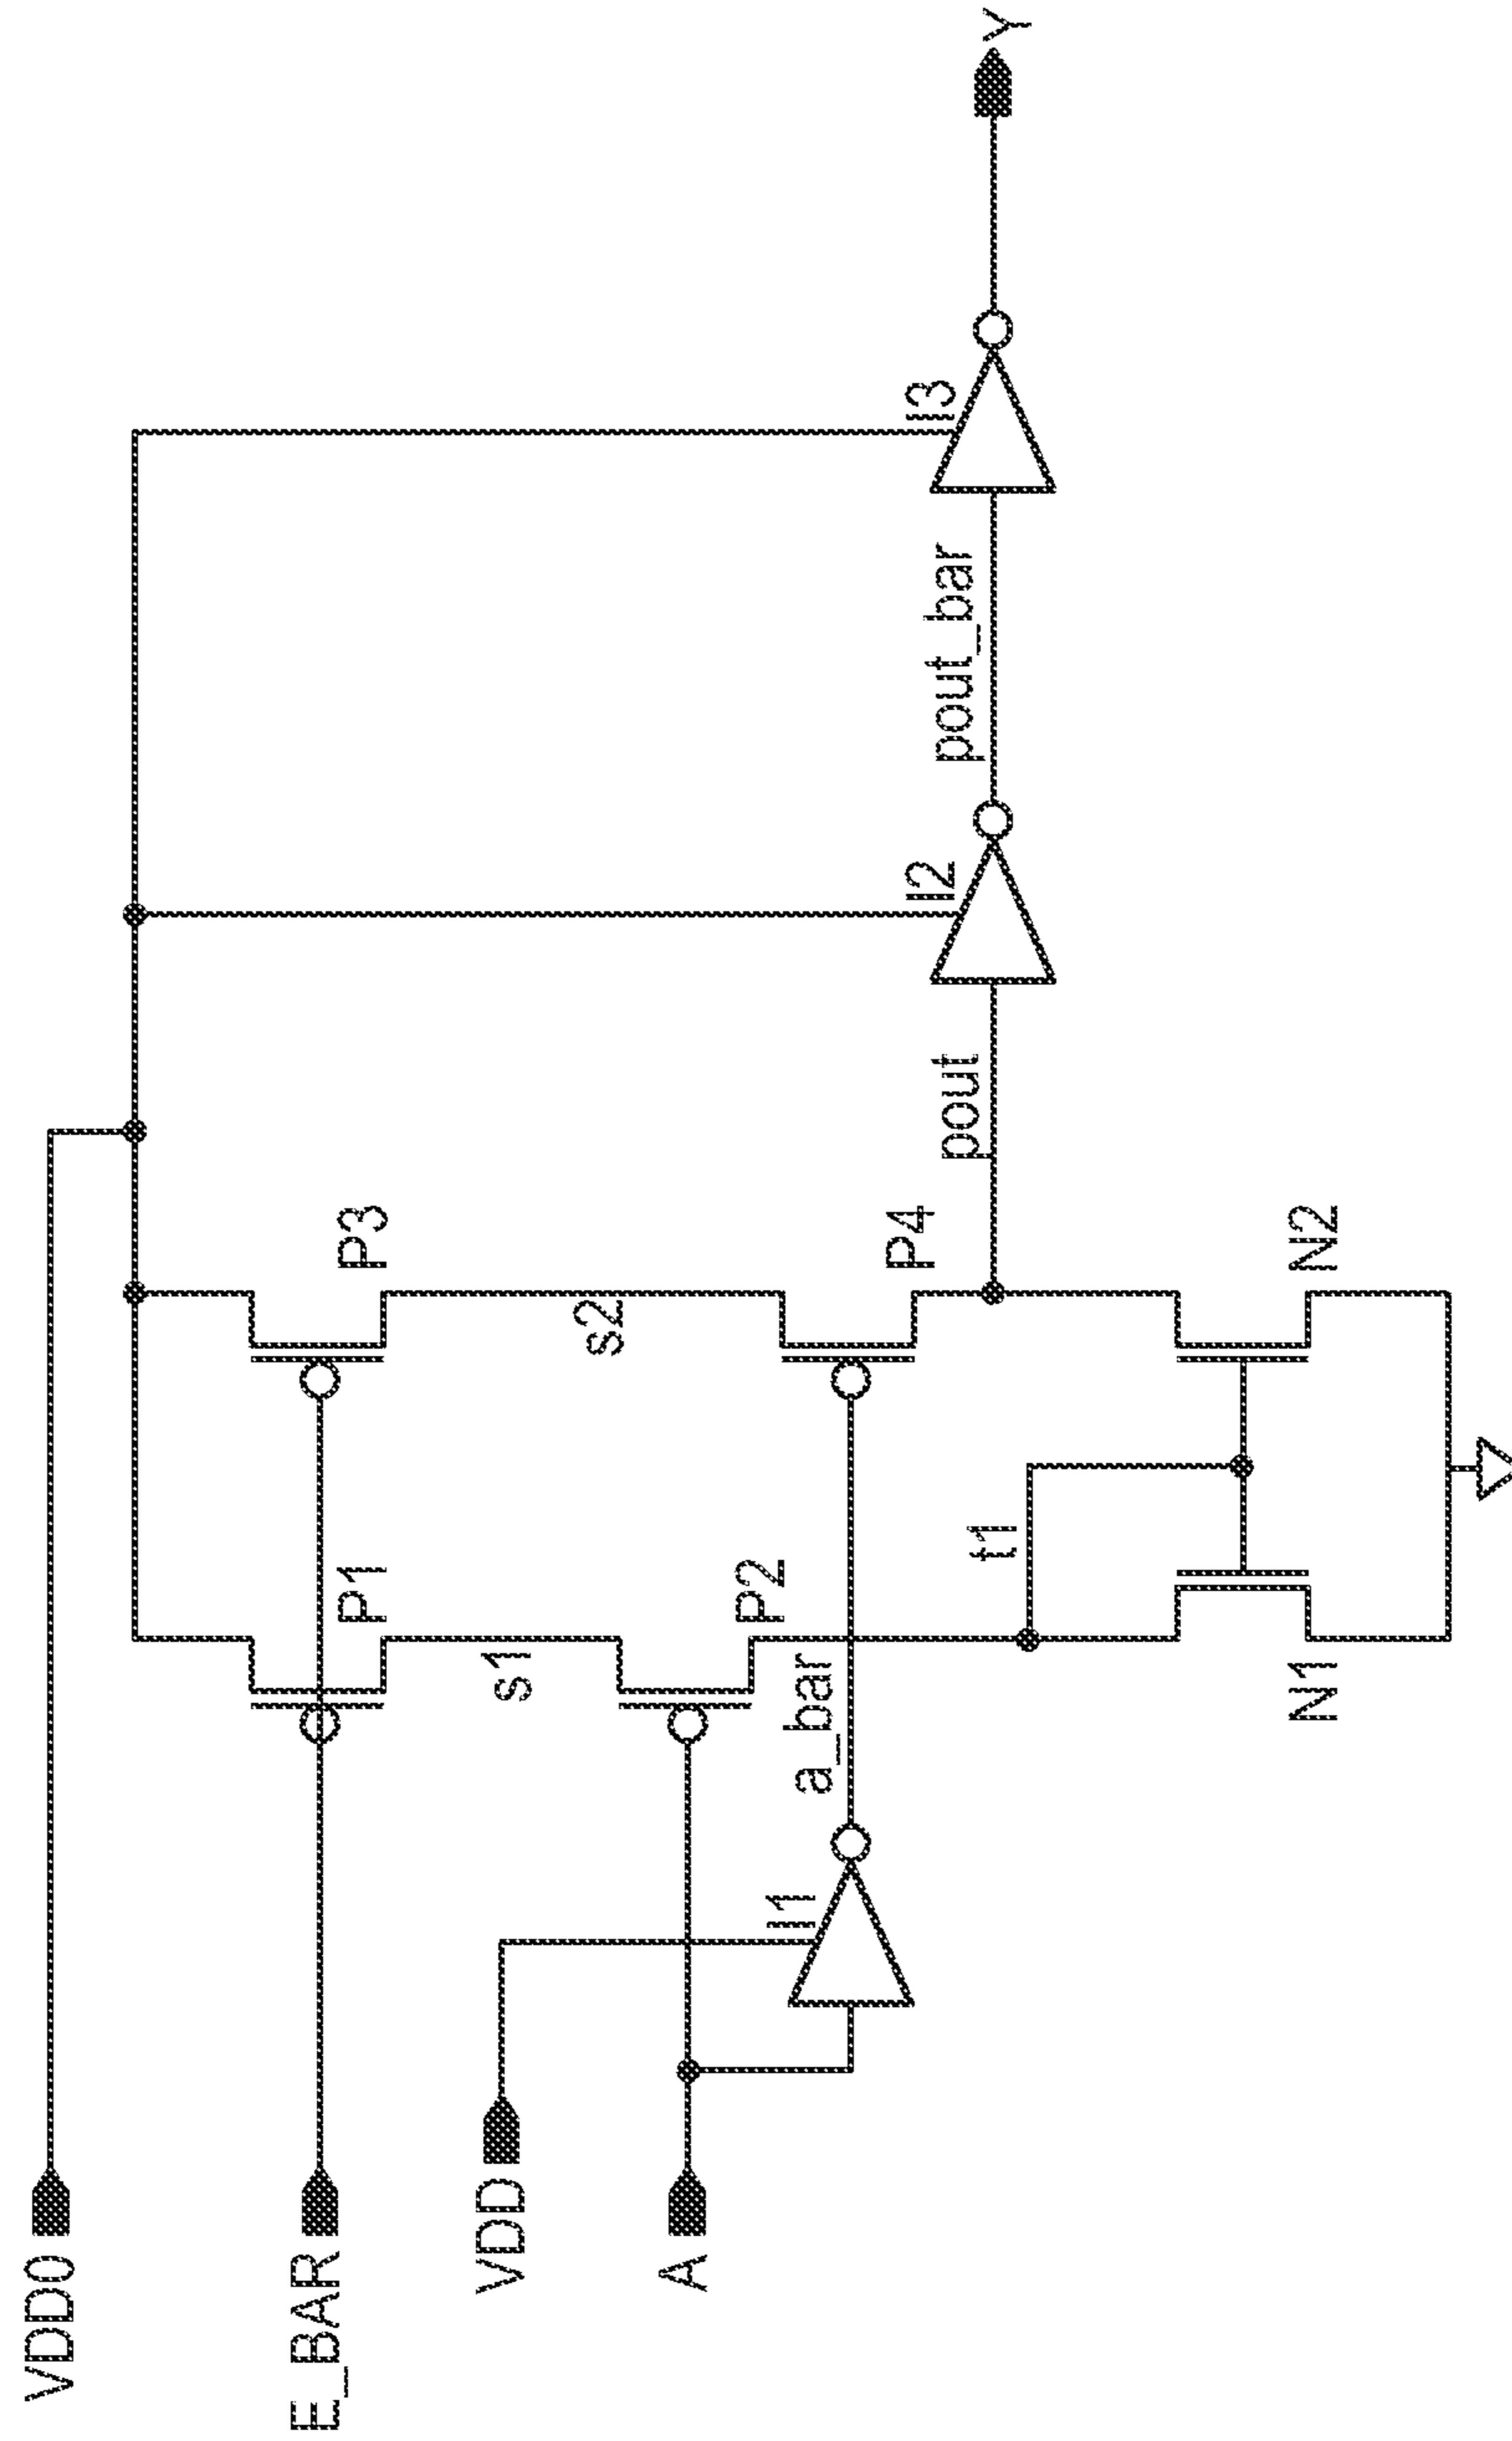 VDD0
E_BAR
VDD
A
I1
a_bar
P1
s1
P2
t1
N1
P3
s2
P4
N2
pout
I2
pout_bar
I3
Y